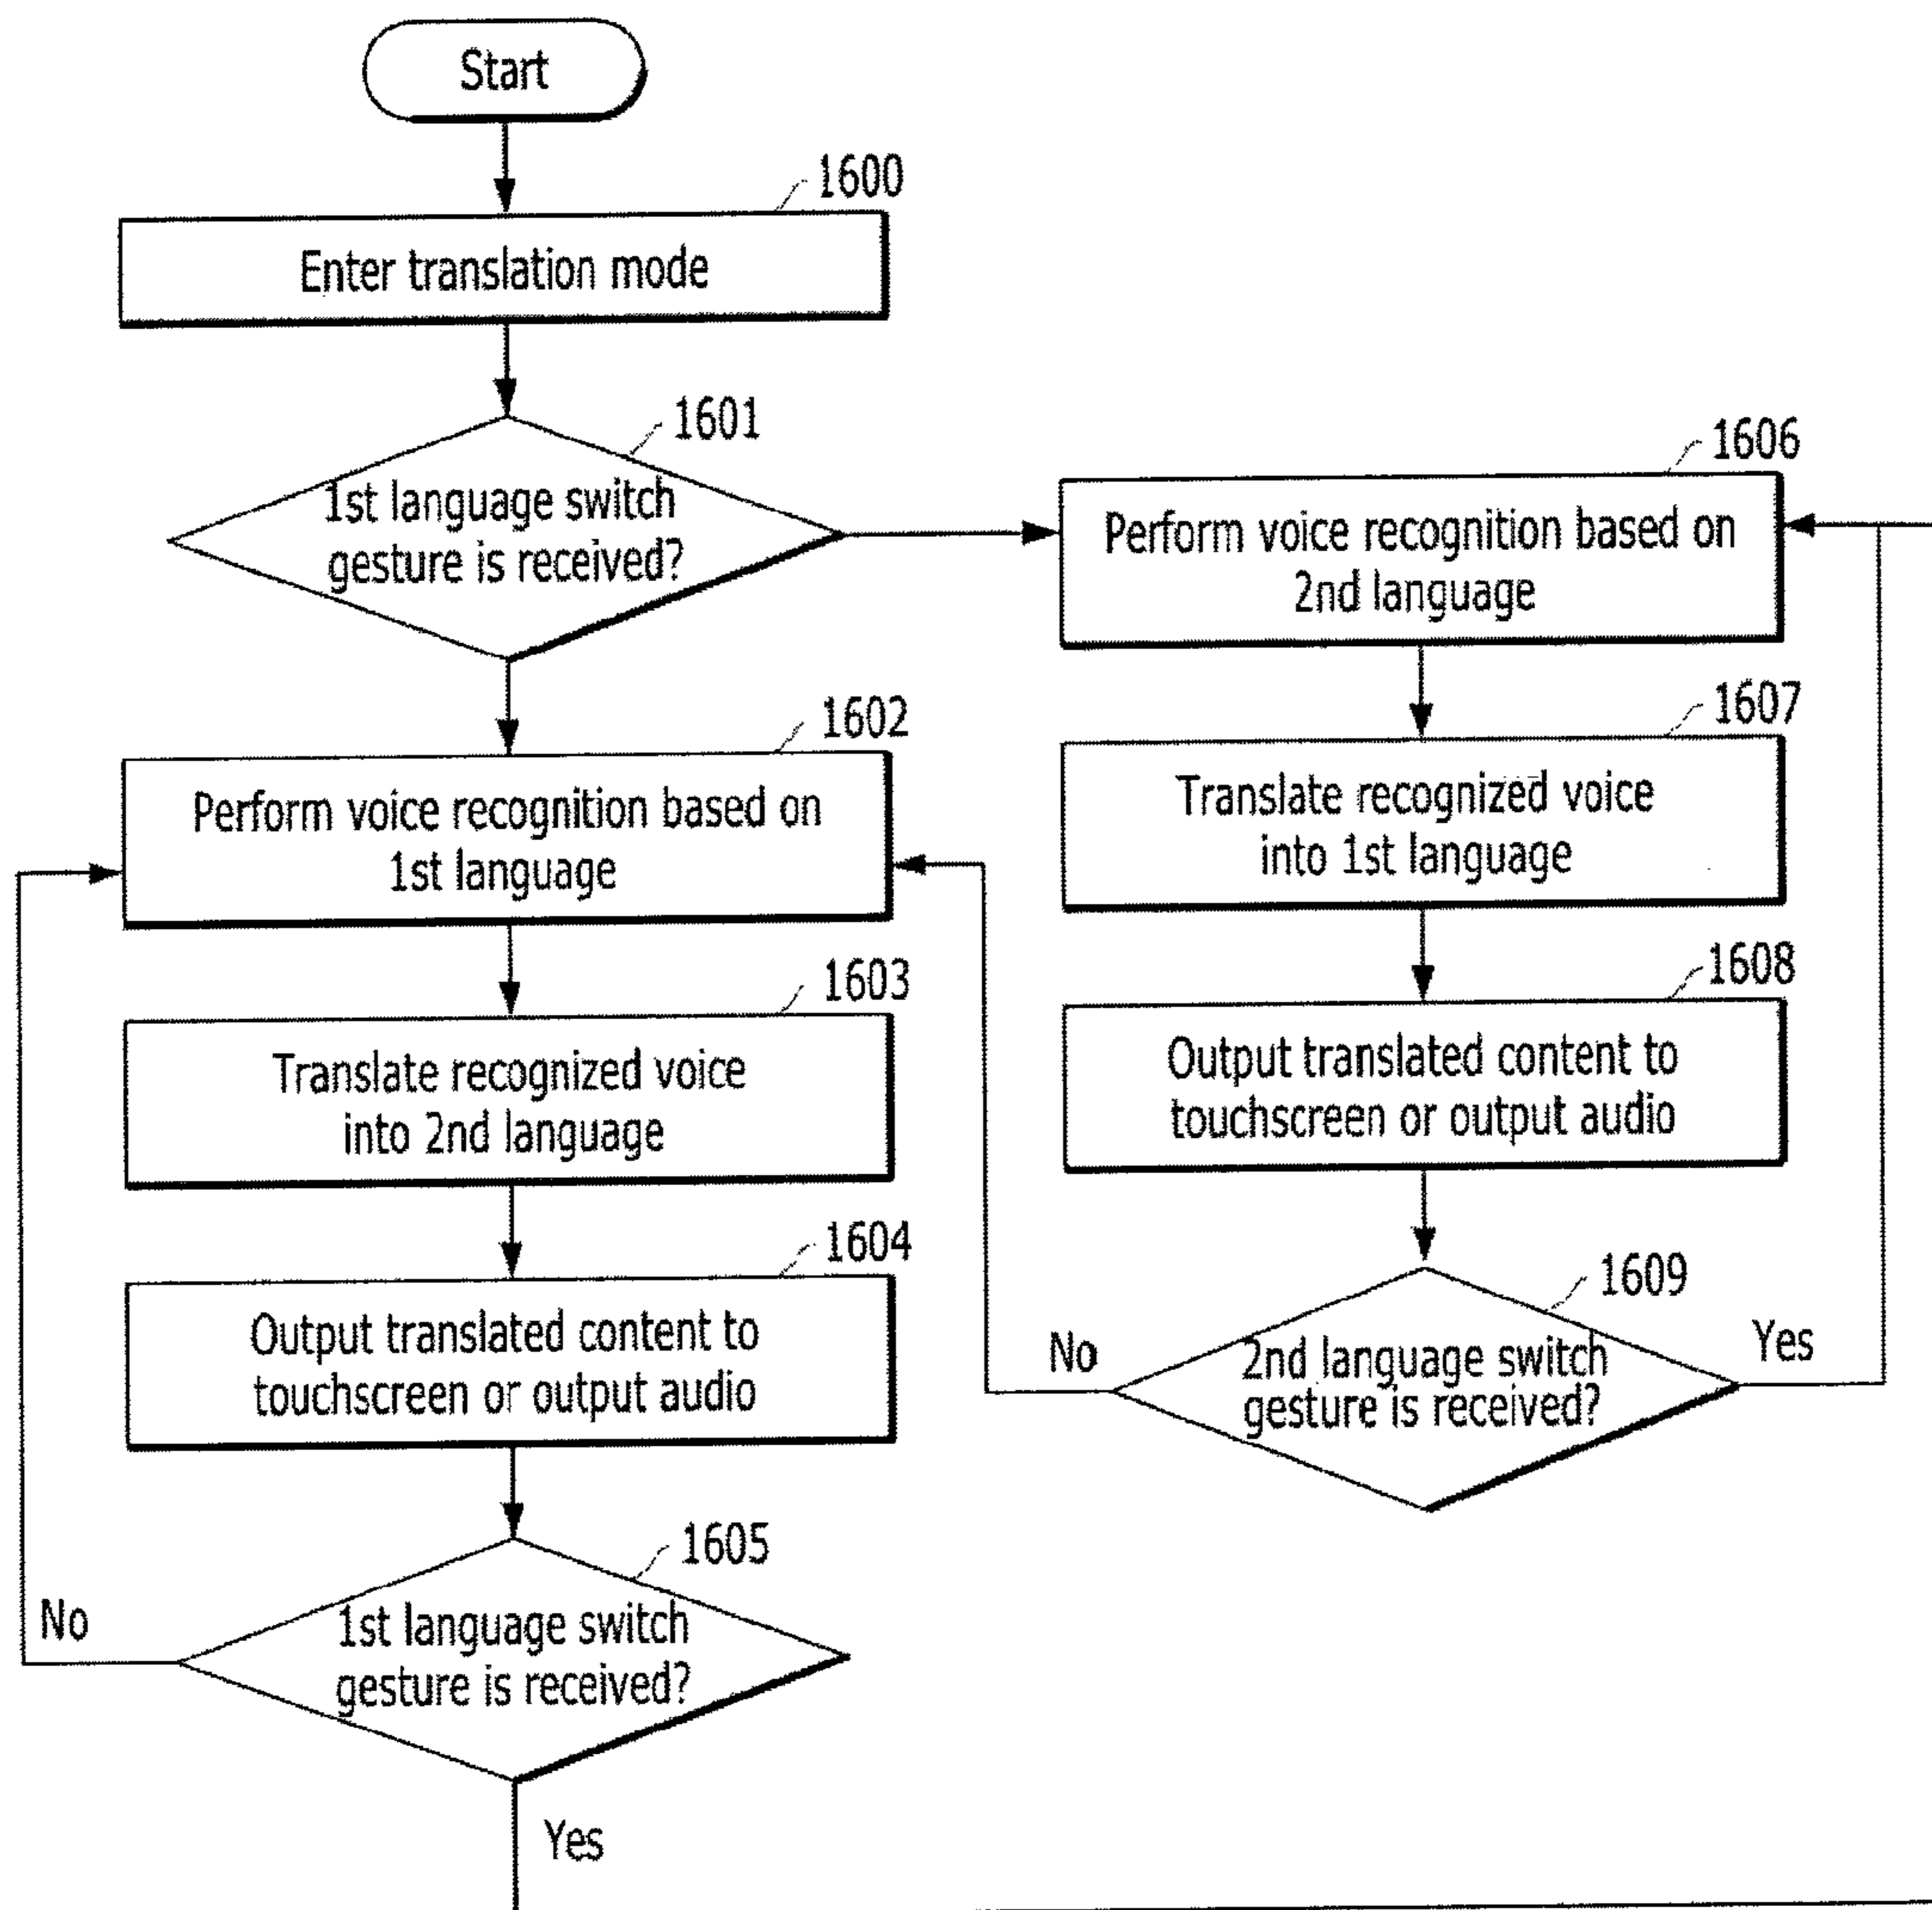 Start
1600
Enter translation mode
1601
1st language switch
gesture is received?
1602
Perform voice recognition based on
1st language
1603
Translate recognized voice
into 2nd language
1604
Output translated content to
touchscreen or output audio
1605
1st language switch
gesture is received?
No
Yes
1606
Perform voice recognition based on
2nd language
1607
Translate recognized voice
into 1st language
1608
Output translated content to
touchscreen or output audio
1609
2nd language switch
gesture is received?
No
Yes